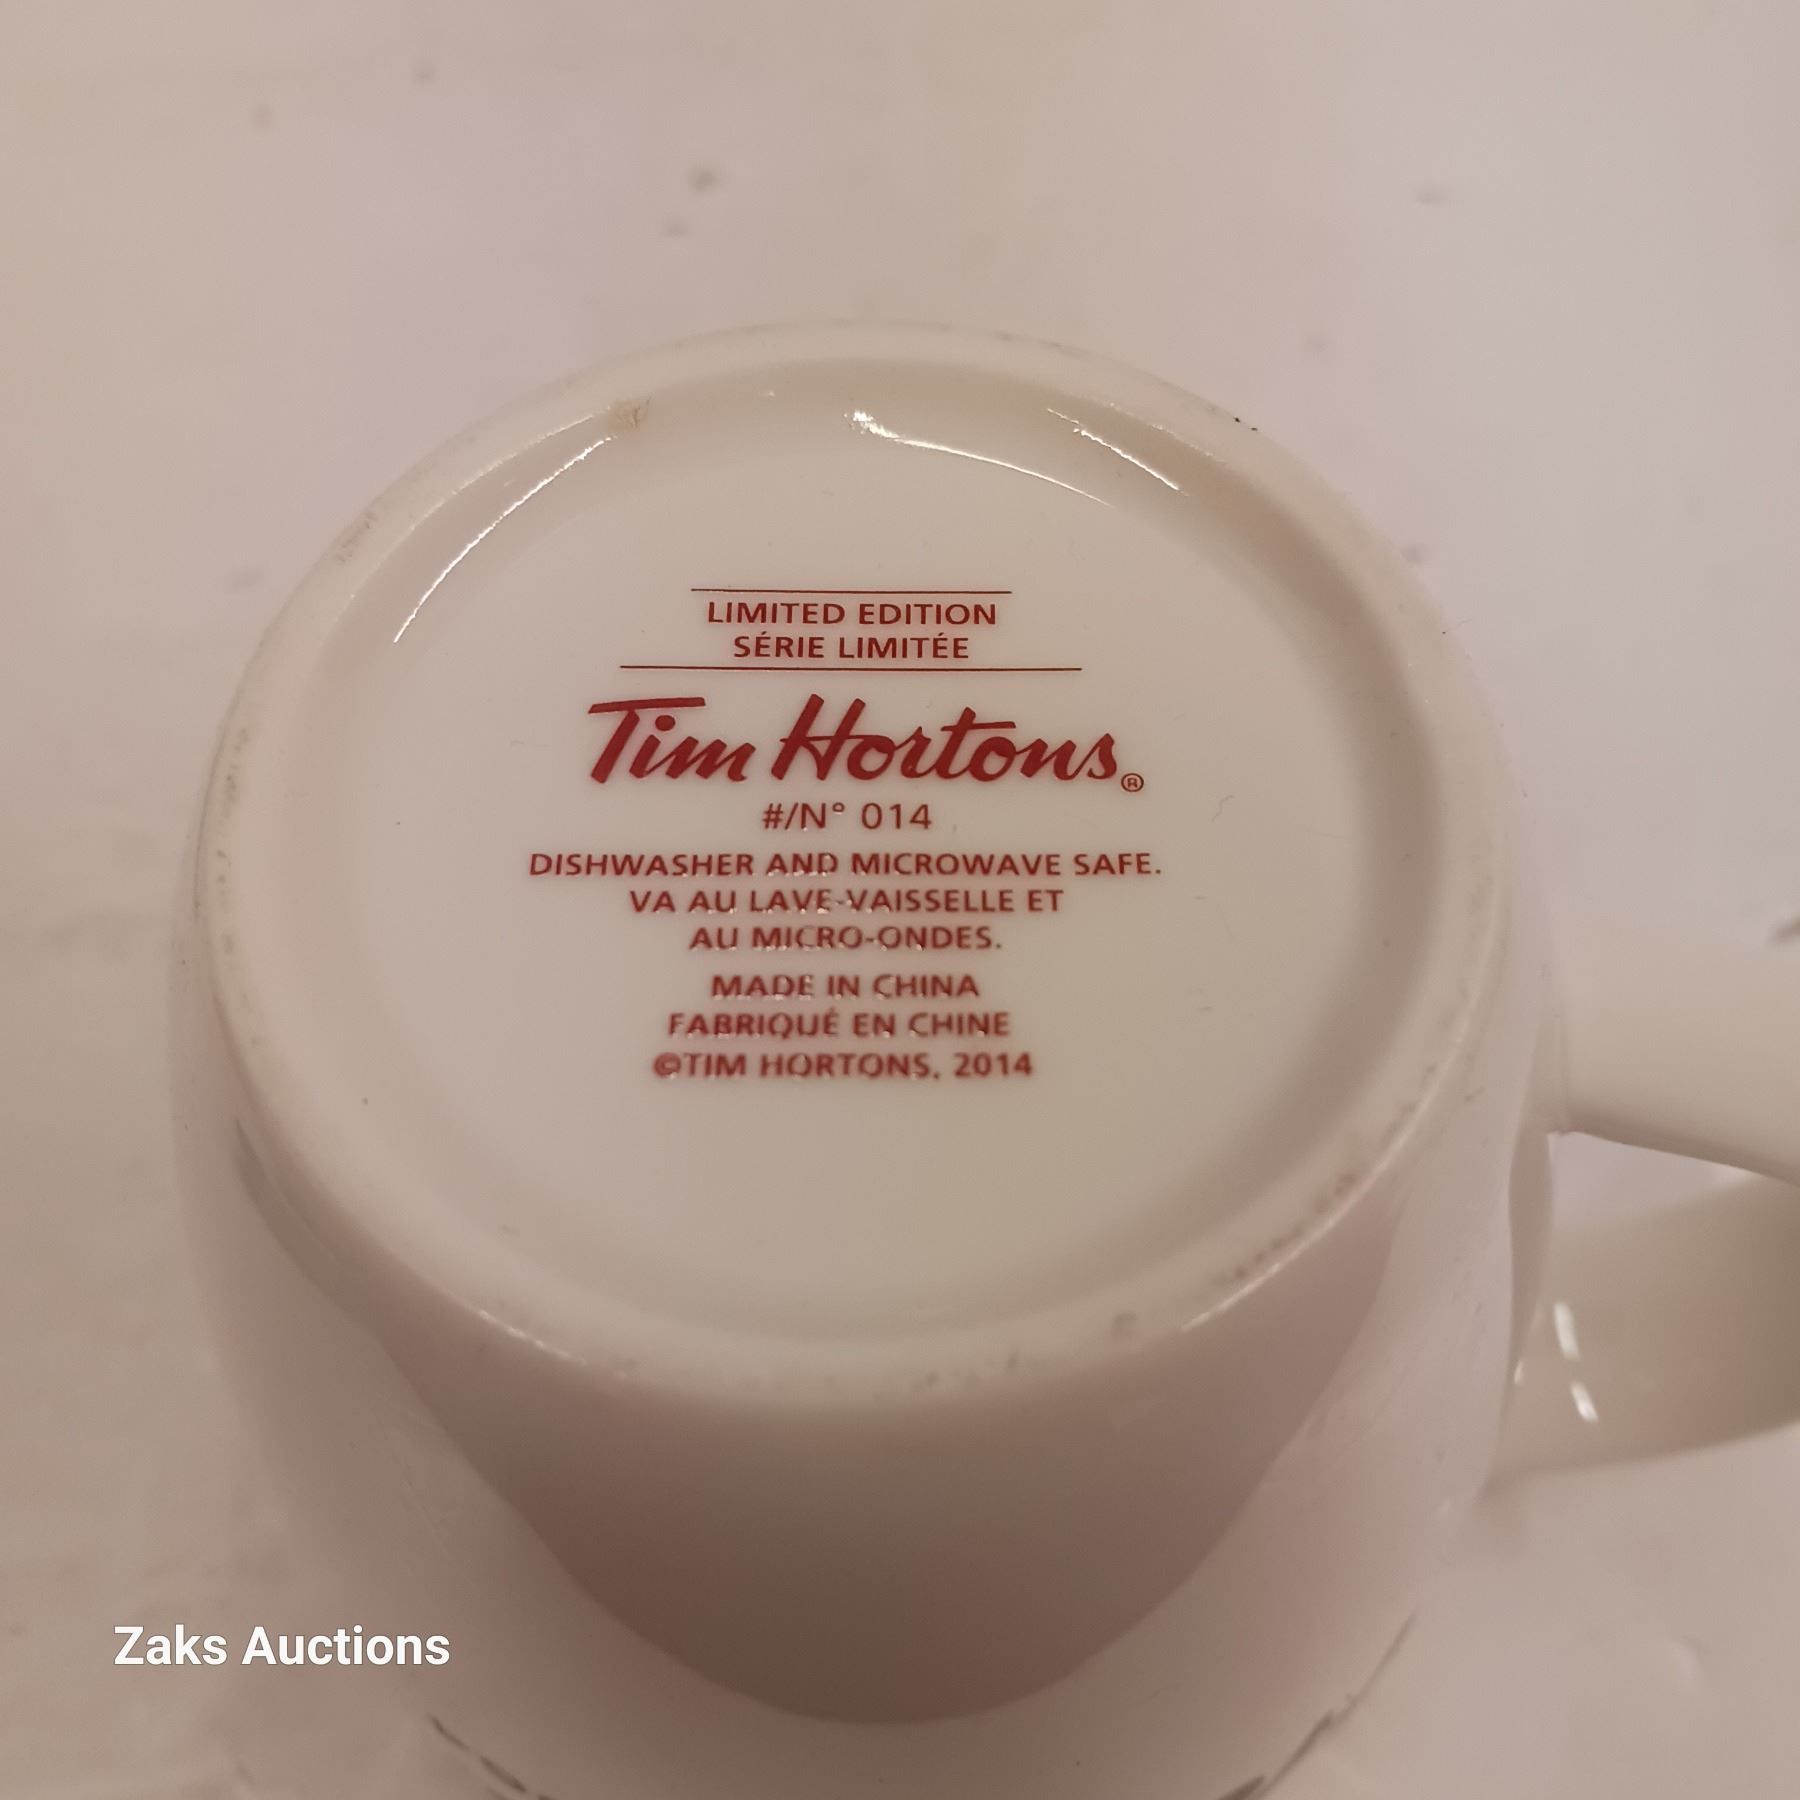 LIMITED EDITION
SÉRIE LIMITÉE
Tim Hortons®
#/N° 014
DISHWASHER AND MICROWAVE SAFE.
VA AU LAVE-VAISSELLE ET
AU MICRO-ONDES.
MADE IN CHINA
FABRIQUÉ EN CHINE
©TIM HORTONS, 2014
Zaks Auctions